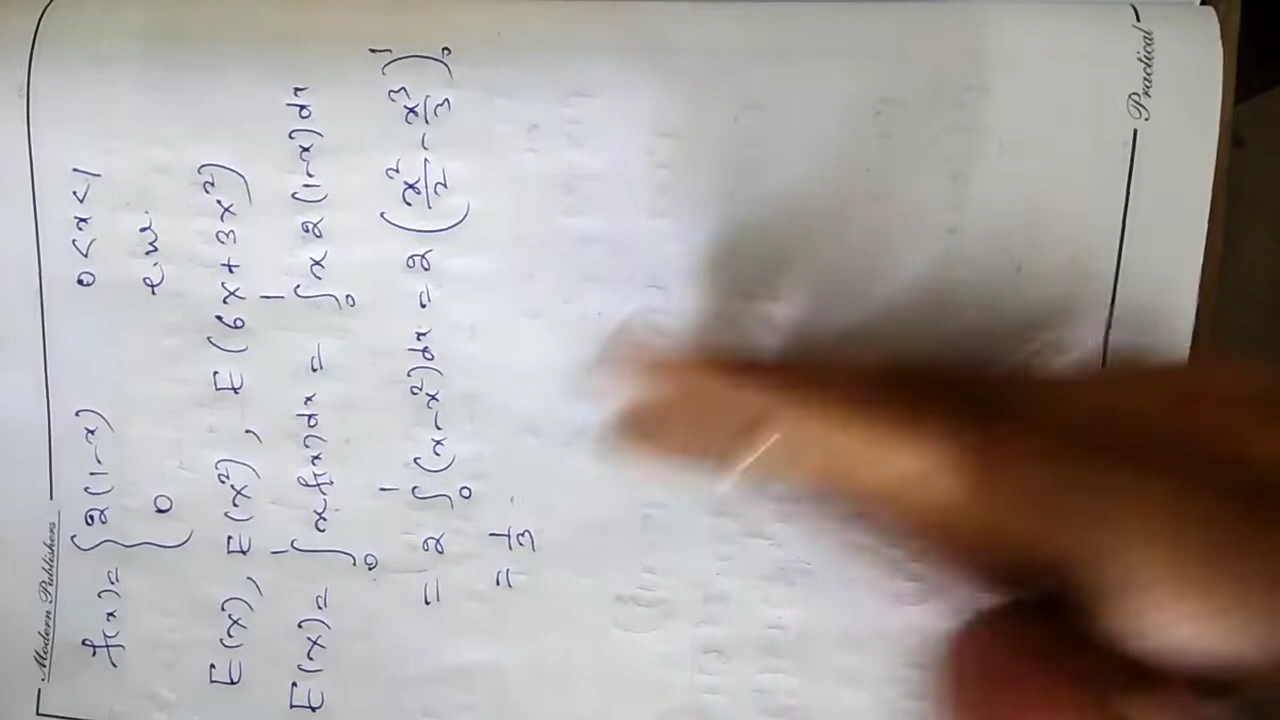 Modern Publishers
f(x) = { 2(1-x) 0 < x < 1
0 e.w.
E(x), E(x²), E(6x + 3x²)
E(x) = ∫₀¹ x f(x) dx = ∫₀¹ x 2(1-x) dx
= 2 ∫₀¹ (x-x²) dx = 2 (x²/2 - x³/3)₀¹
= 1/3
Practical